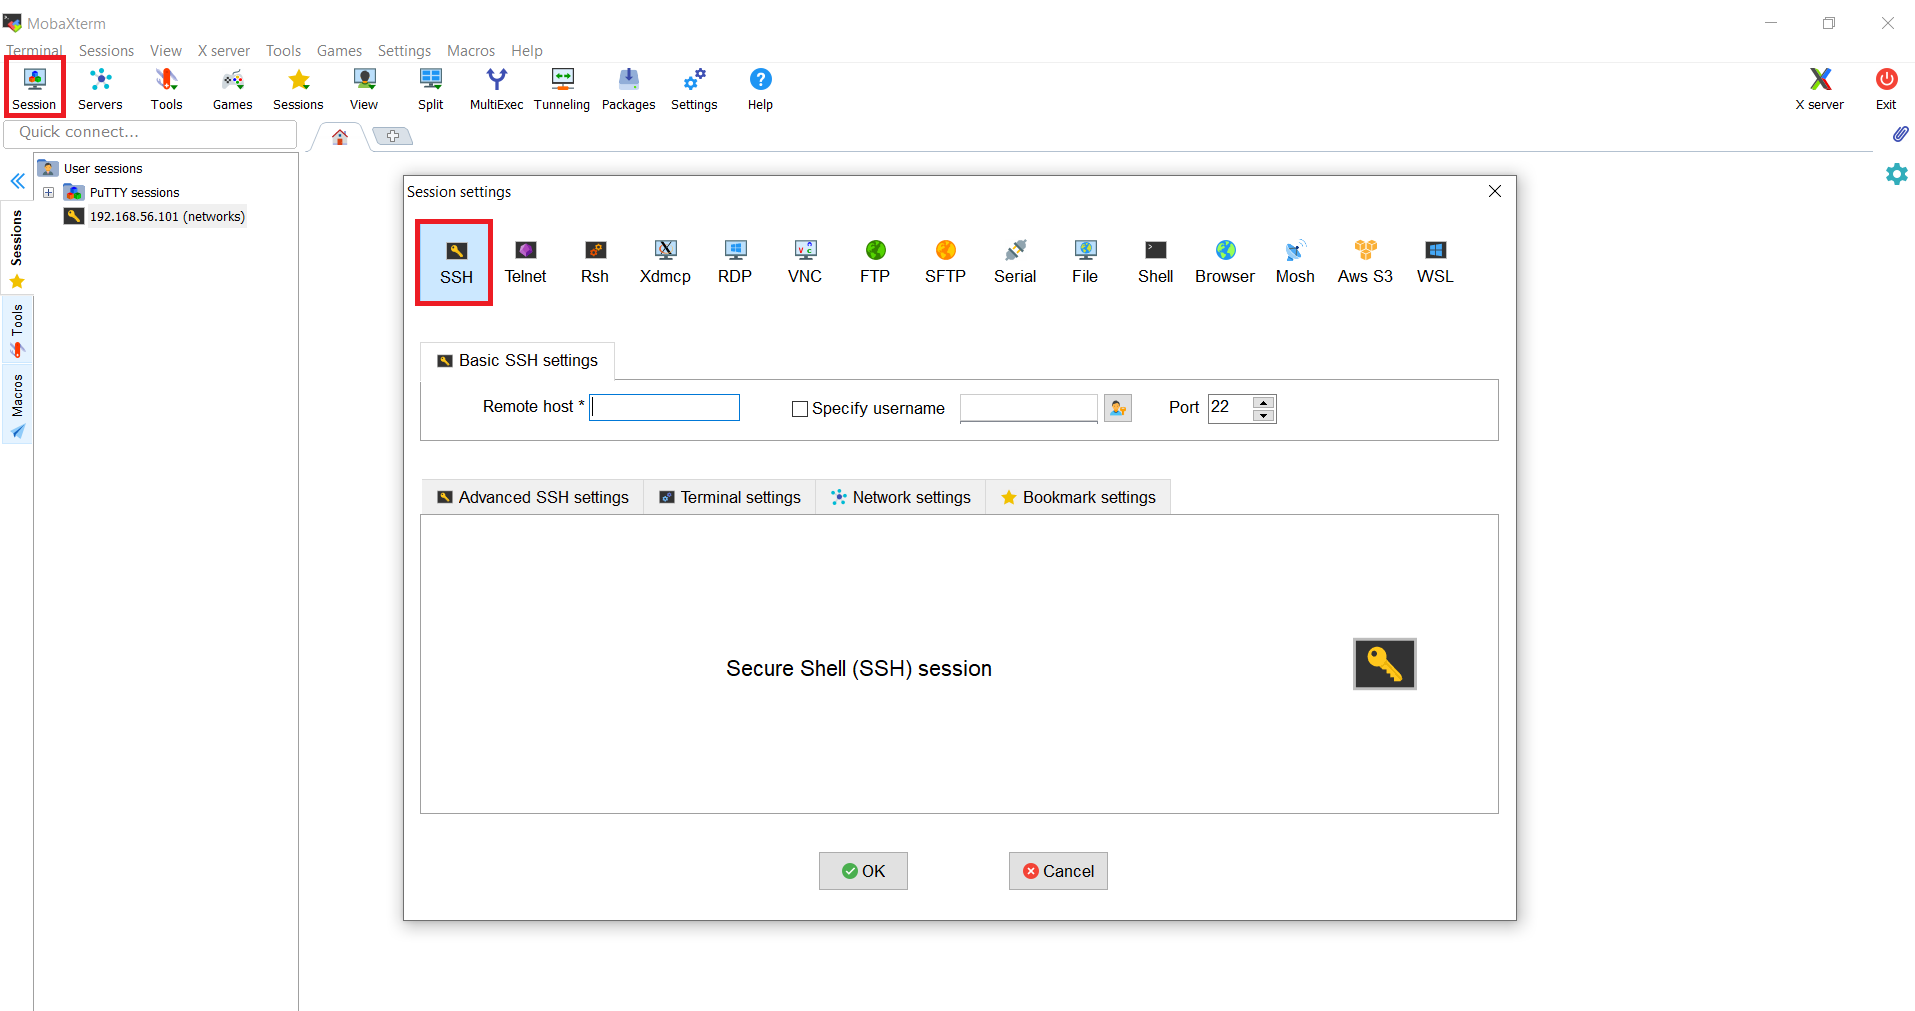 MobaXterm
Terminal Sessions View X server Tools Games Settings Macros Help
Session Servers Tools Games Sessions View Split MultiExec Tunneling Packages Settings Help X server Exit
Quick connect...
User sessions
PuTTY sessions
192.168.56.101 (networks)
Sessions
Tools
Macros
Session settings
SSH Telnet Rsh Xdmcp RDP VNC FTP SFTP Serial File Shell Browser Mosh Aws S3 WSL
Basic SSH settings
Remote host * Specify username Port 22
Advanced SSH settings Terminal settings Network settings Bookmark settings
Secure Shell (SSH) session
OK Cancel